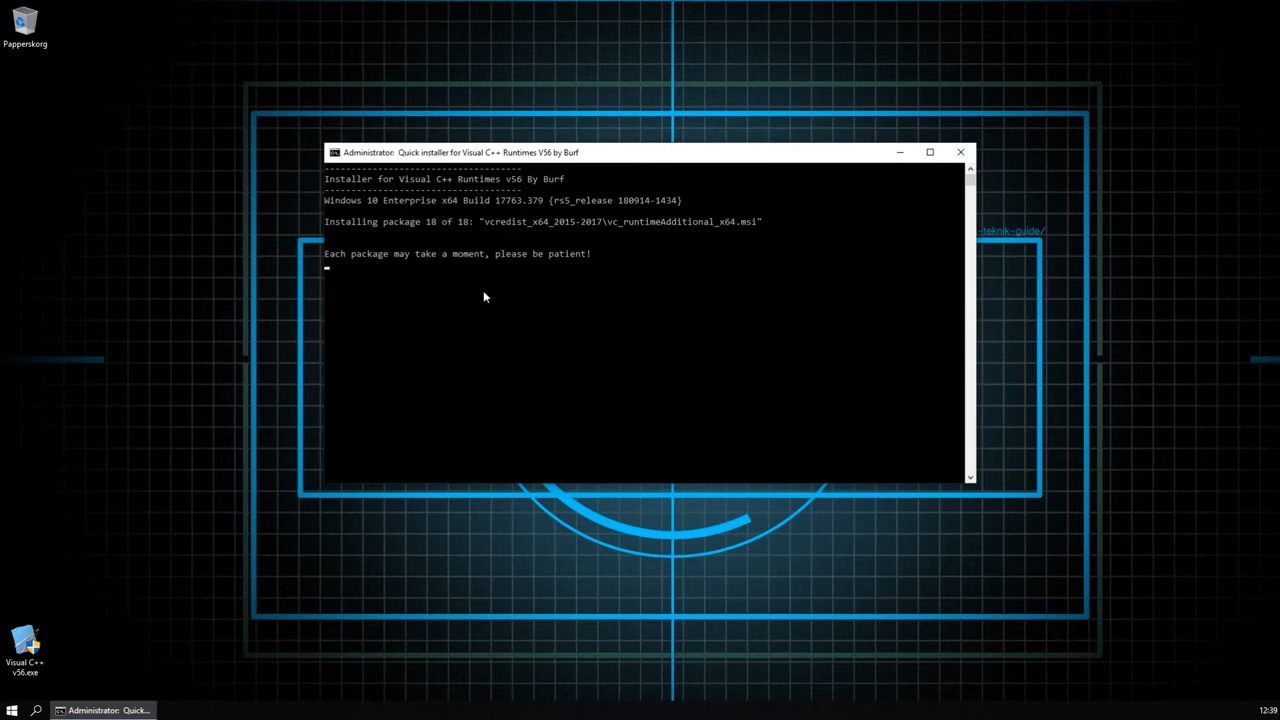 Papperskorg
Administrator: Quick installer for Visual C++ Runtimes V56 by Burf
-------------------------------------
Installer for Visual C++ Runtimes v56 By Burf
-------------------------------------
Windows 10 Enterprise x64 Build 17763.379 {rs5_release 180914-1434}
Installing package 18 of 18: "vcredist_x64_2015-2017\vc_runtimeAdditional_x64.msi"
-teknik-guide/
Each package may take a moment, please be patient!
Visual C++
v56.exe
Administrator: Quick...
12:39